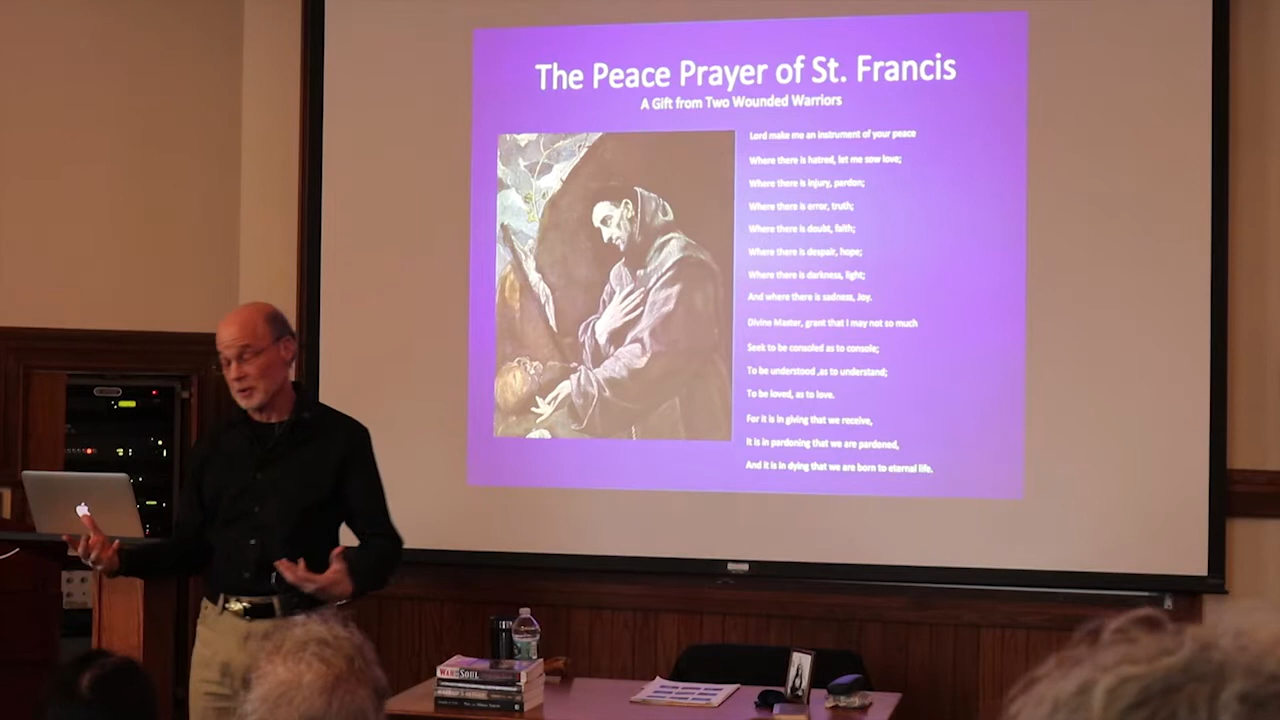 The Peace Prayer of St. Francis
A Gift from Two Wounded Warriors
Lord make me an instrument of your peace
Where there is hatred, let me sow love;
Where there is injury, pardon;
Where there is error, truth;
Where there is doubt, faith;
Where there is despair, hope;
Where there is darkness, light;
And where there is sadness, Joy.
Divine Master, grant that I may not so much
Seek to be consoled as to console;
To be understood ,as to understand;
To be loved, as to love.
For it is in giving that we receive,
It is in pardoning that we are pardoned,
And it is in dying that we are born to eternal life.
SOUL